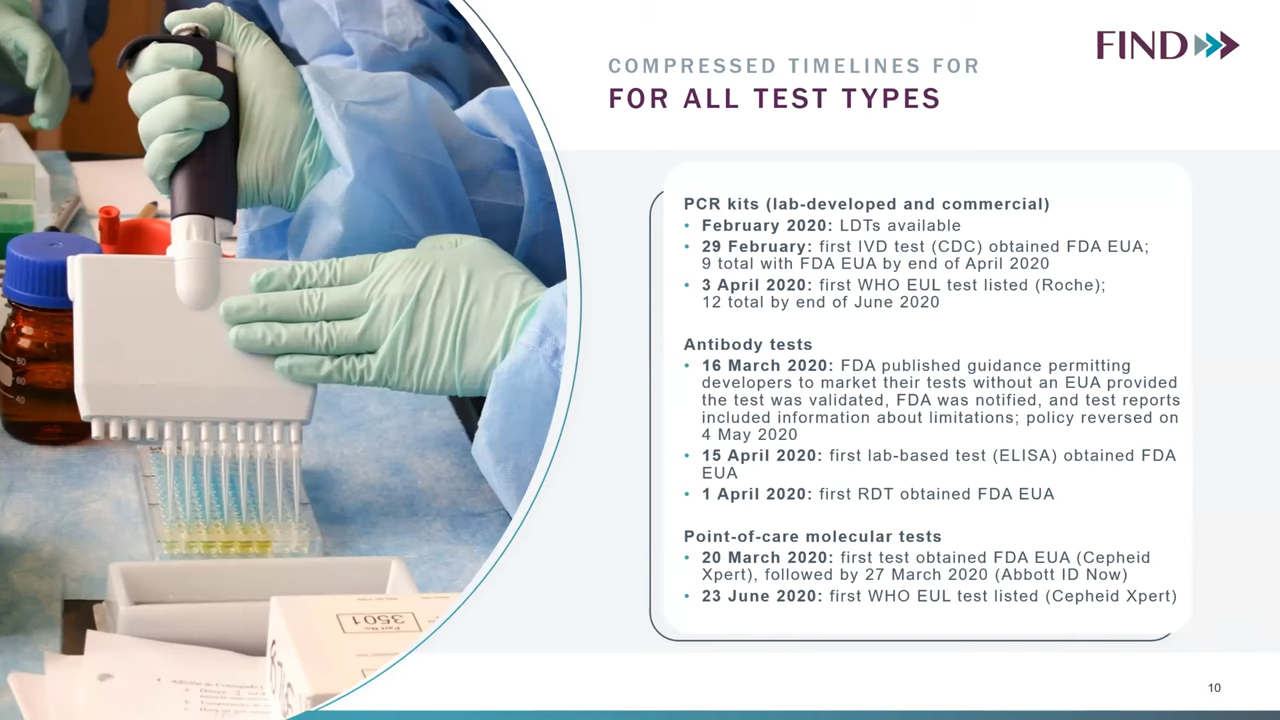 FIND
COMPRESSED TIMELINES FOR
FOR ALL TEST TYPES
PCR kits (lab-developed and commercial)
• February 2020: LDTs available
• 29 February: first IVD test (CDC) obtained FDA EUA;
9 total with FDA EUA by end of April 2020
• 3 April 2020: first WHO EUL test listed (Roche);
12 total by end of June 2020
Antibody tests
• 16 March 2020: FDA published guidance permitting
developers to market their tests without an EUA provided
the test was validated, FDA was notified, and test reports
included information about limitations; policy reversed on
4 May 2020
• 15 April 2020: first lab-based test (ELISA) obtained FDA
EUA
• 1 April 2020: first RDT obtained FDA EUA
Point-of-care molecular tests
• 20 March 2020: first test obtained FDA EUA (Cepheid
Xpert), followed by 27 March 2020 (Abbott ID Now)
• 23 June 2020: first WHO EUL test listed (Cepheid Xpert)
10
80
60
40
3501